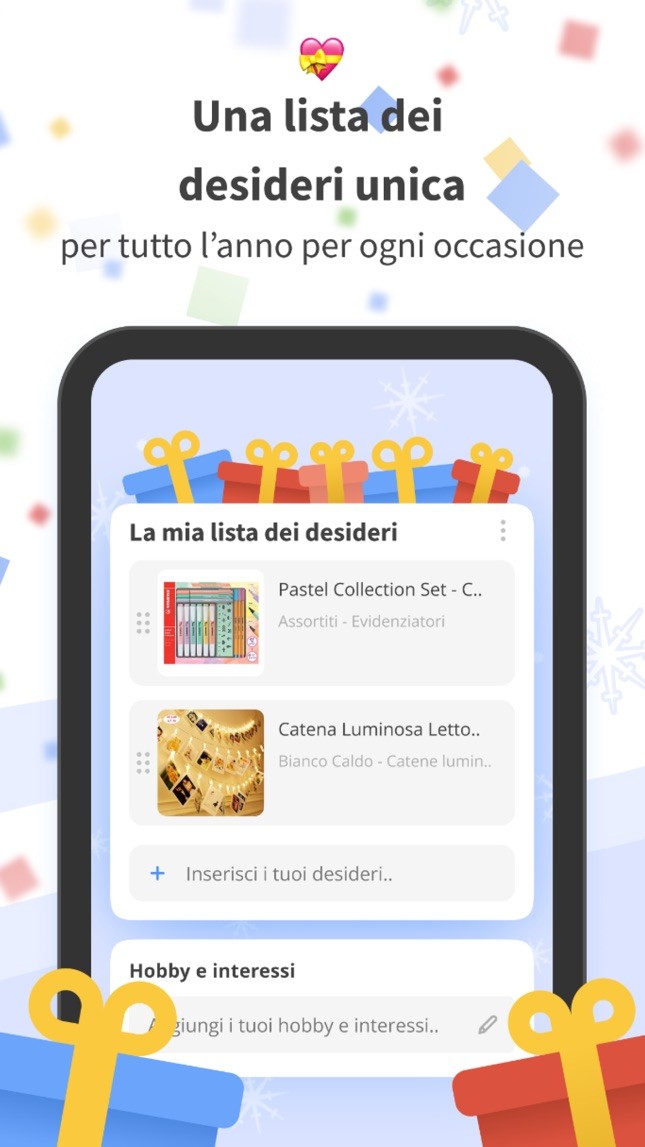 Una lista dei
desideri unica
per tutto l’anno per ogni occasione
La mia lista dei desideri
Pastel Collection Set - C..
Assortiti - Evidenziatori
Catena Luminosa Letto..
Bianco Caldo - Catene lumin..
+ Inserisci i tuoi desideri..
Hobby e interessi
Aggiungi i tuoi hobby e interessi..